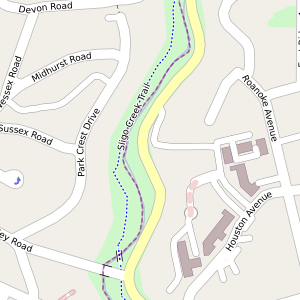 Devon Road
Midhurst Road
essex Road
Sussex Road
Park Crest Drive
Sligo Creek Trail
Roanoke Avenue
Houston Avenue
ey Road